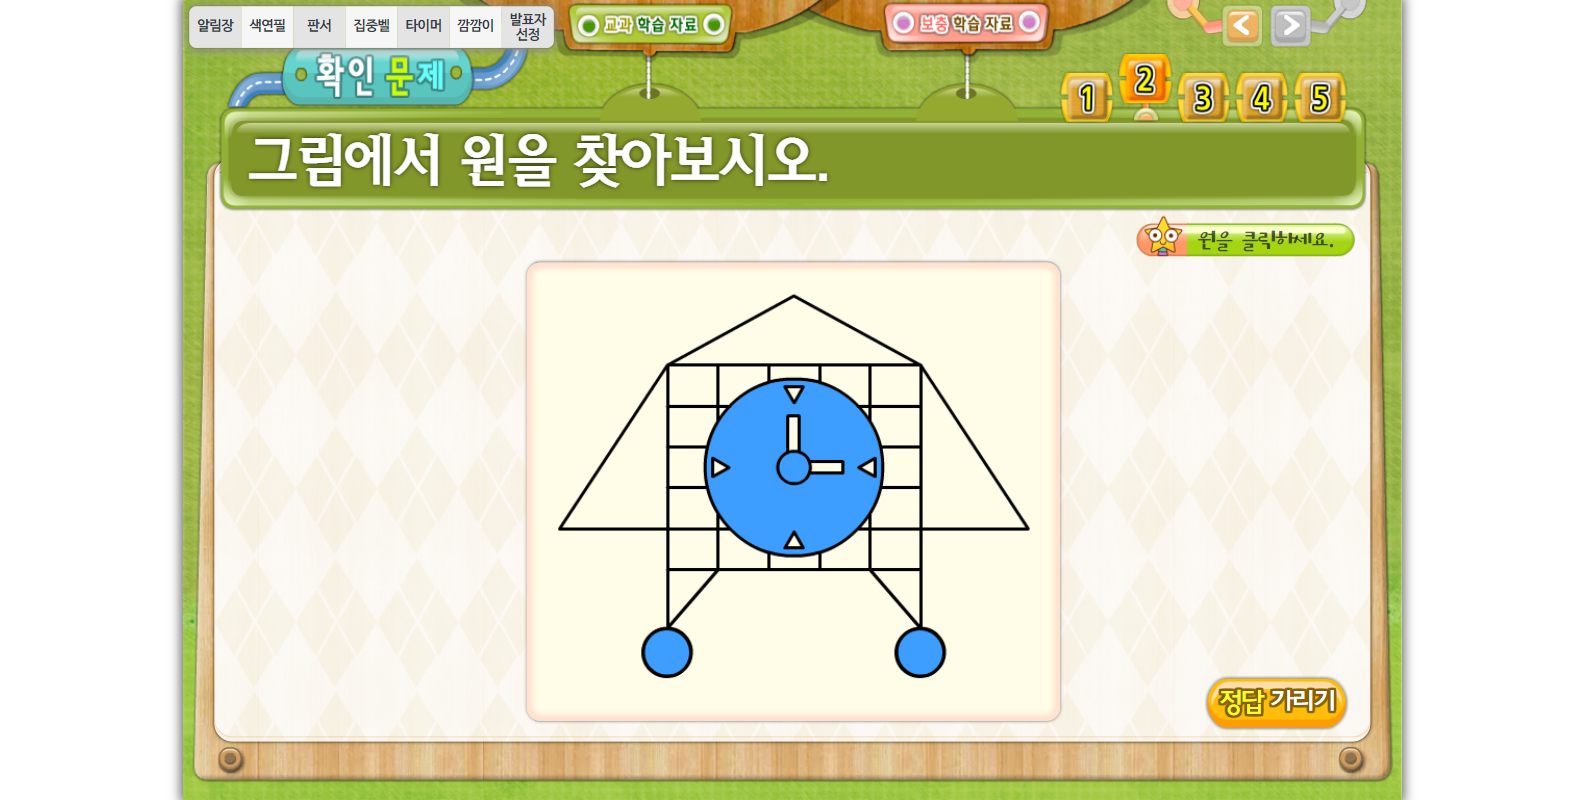 알림장 색연필 판서 집중벨 타이머 깜깜이 발표자
선정
교과 학습 자료
보충 학습 자료
확인 문제
1 2 3 4 5
그림에서 원을 찾아보시오.
원을 클릭하세요.
정답 가리기